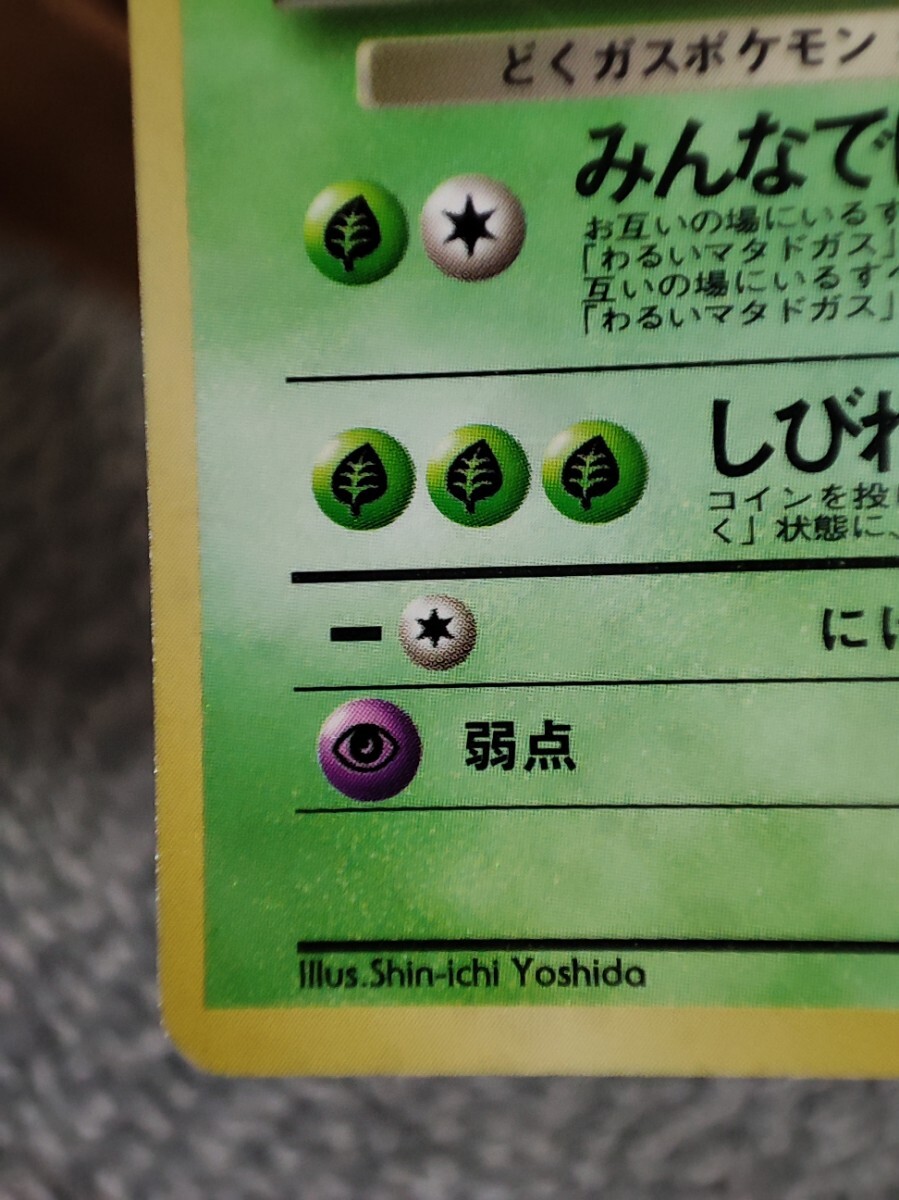 どくガスポケモン
みんなで
お互いの場にいるす
「わるいマタドガス」
互いの場にいるすべ
「わるいマタドガス」
しびれ
コインを投
く」状態に、
ー
にげ
弱点
Illus.Shin-ichi Yoshida